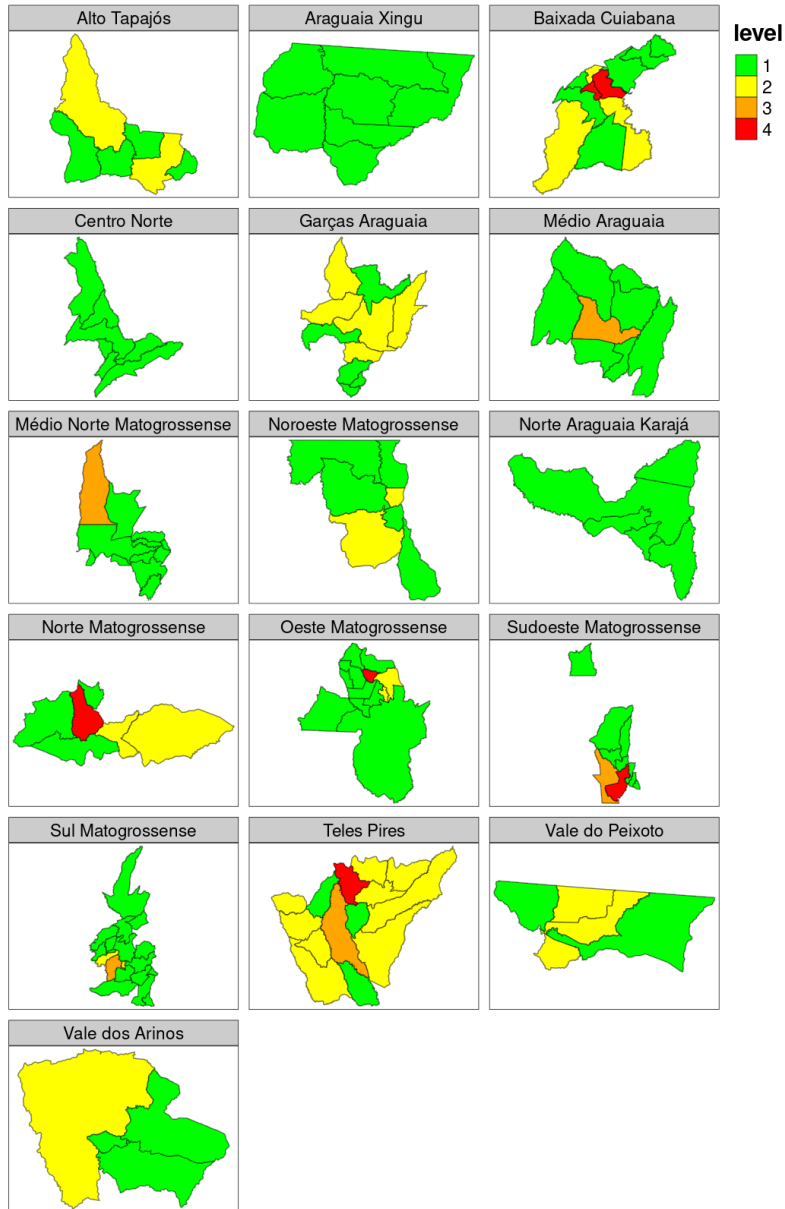 Alto Tapajós
Araguaia Xingu
Baixada Cuiabana
level
1
2
3
4
Centro Norte
Garças Araguaia
Médio Araguaia
Médio Norte Matogrossense
Noroeste Matogrossense
Norte Araguaia Karajá
Norte Matogrossense
Oeste Matogrossense
Sudoeste Matogrossense
Sul Matogrossense
Teles Pires
Vale do Peixoto
Vale dos Arinos